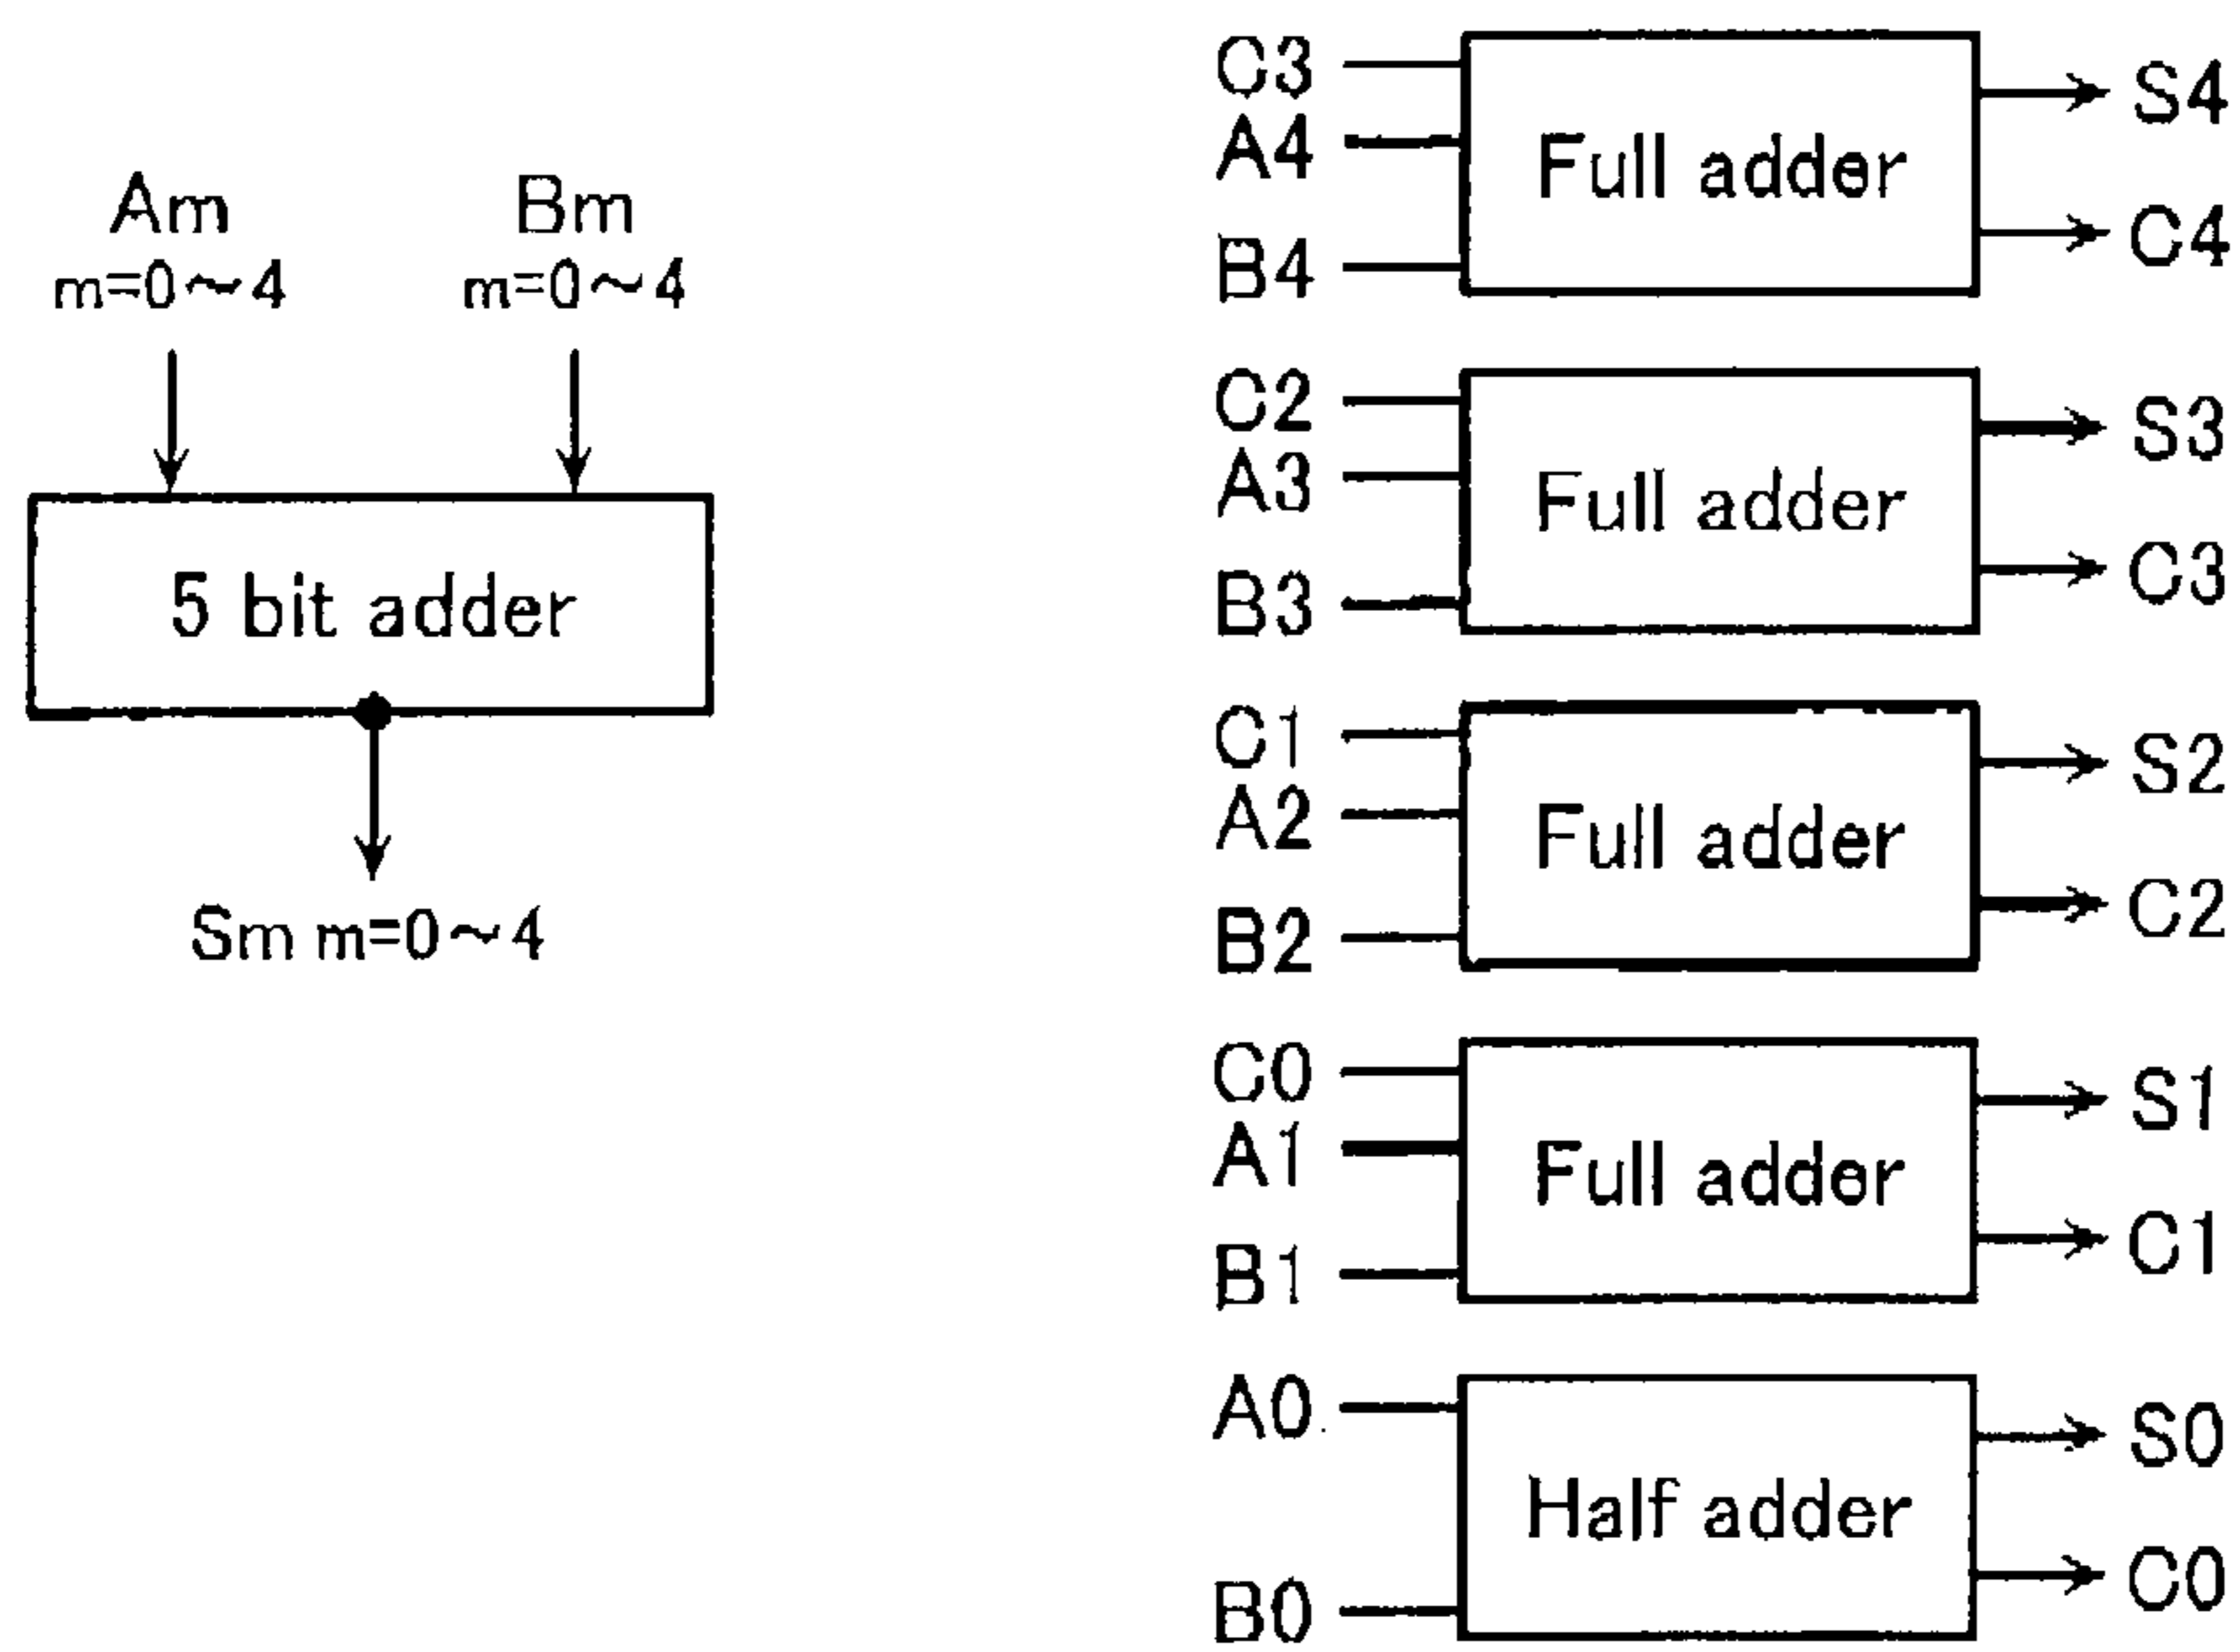 Am
m=0~4
Bm
m=0~4
5 bit adder
Sm m=0~4
C3
A4
B4
Full adder
S4
C4
C2
A3
B3
Full adder
S3
C3
C1
A2
B2
Full adder
S2
C2
C0
A1
B1
Full adder
S1
C1
A0
B0
Half adder
S0
C0